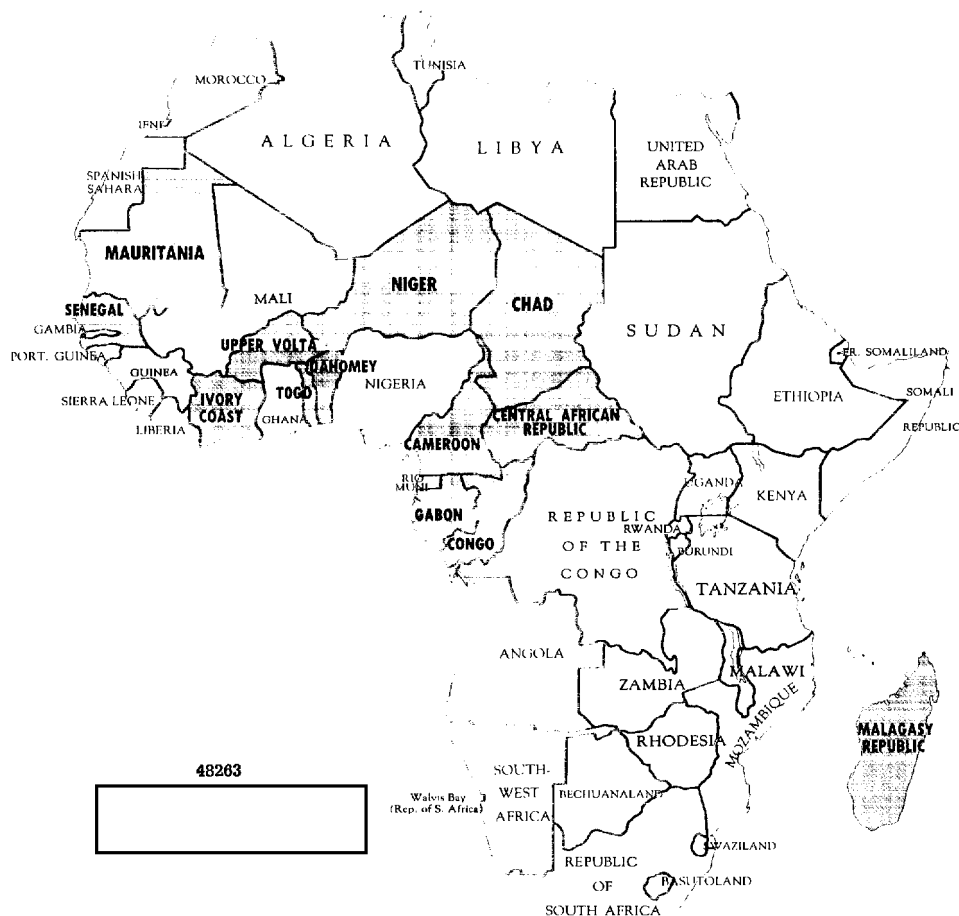 TUNISIA
MOROCCO
IFNI
ALGERIA
LIBYA
UNITED
ARAB
REPUBLIC
SPANISH
SAHARA
MAURITANIA
NIGER
MALI
CHAD
SENEGAL
GAMBIA
SUDAN
UPPER VOLTA
PORT. GUINEA
FR. SOMALILAND
DAHOMEY
GUINEA
NIGERIA
TOGO
ETHIOPIA
SOMALI
REPUBLIC
SIERRA LEONE
IVORY
COAST
GHANA
LIBERIA
CENTRAL AFRICAN
REPUBLIC
CAMEROON
RIO
MUNI
UGANDA
KENYA
GABON
REPUBLIC
OF THE
CONGO
RWANDA
CONGO
BURUNDI
TANZANIA
ANGOLA
MALAWI
ZAMBIA
MOZAMBIQUE
MALAGASY
REPUBLIC
RHODESIA
48263
SOUTH-
WEST
AFRICA
BECHUANALAND
Walvis Bay
(Rep. of S. Africa)
SWAZILAND
REPUBLIC
OF
SOUTH AFRICA
BASUTOLAND